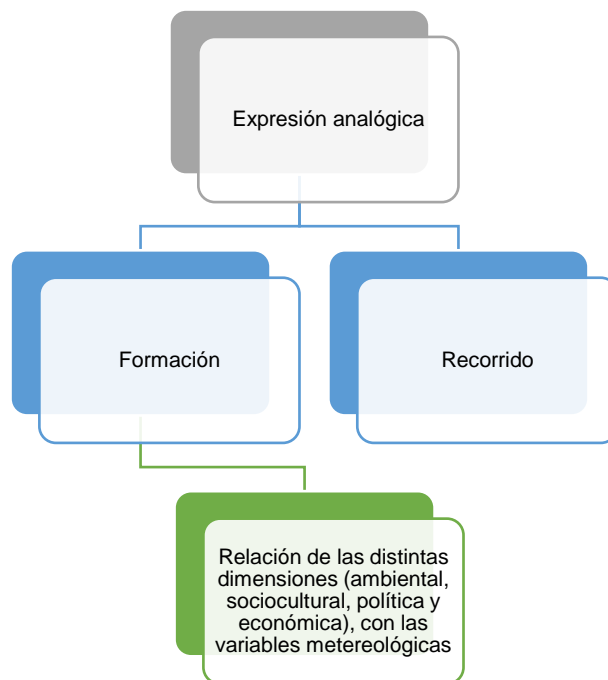 Expresión analógica
Formación
Recorrido
Relación de las distintas
dimensiones (ambiental,
sociocultural, política y
económica), con las
variables metereológicas